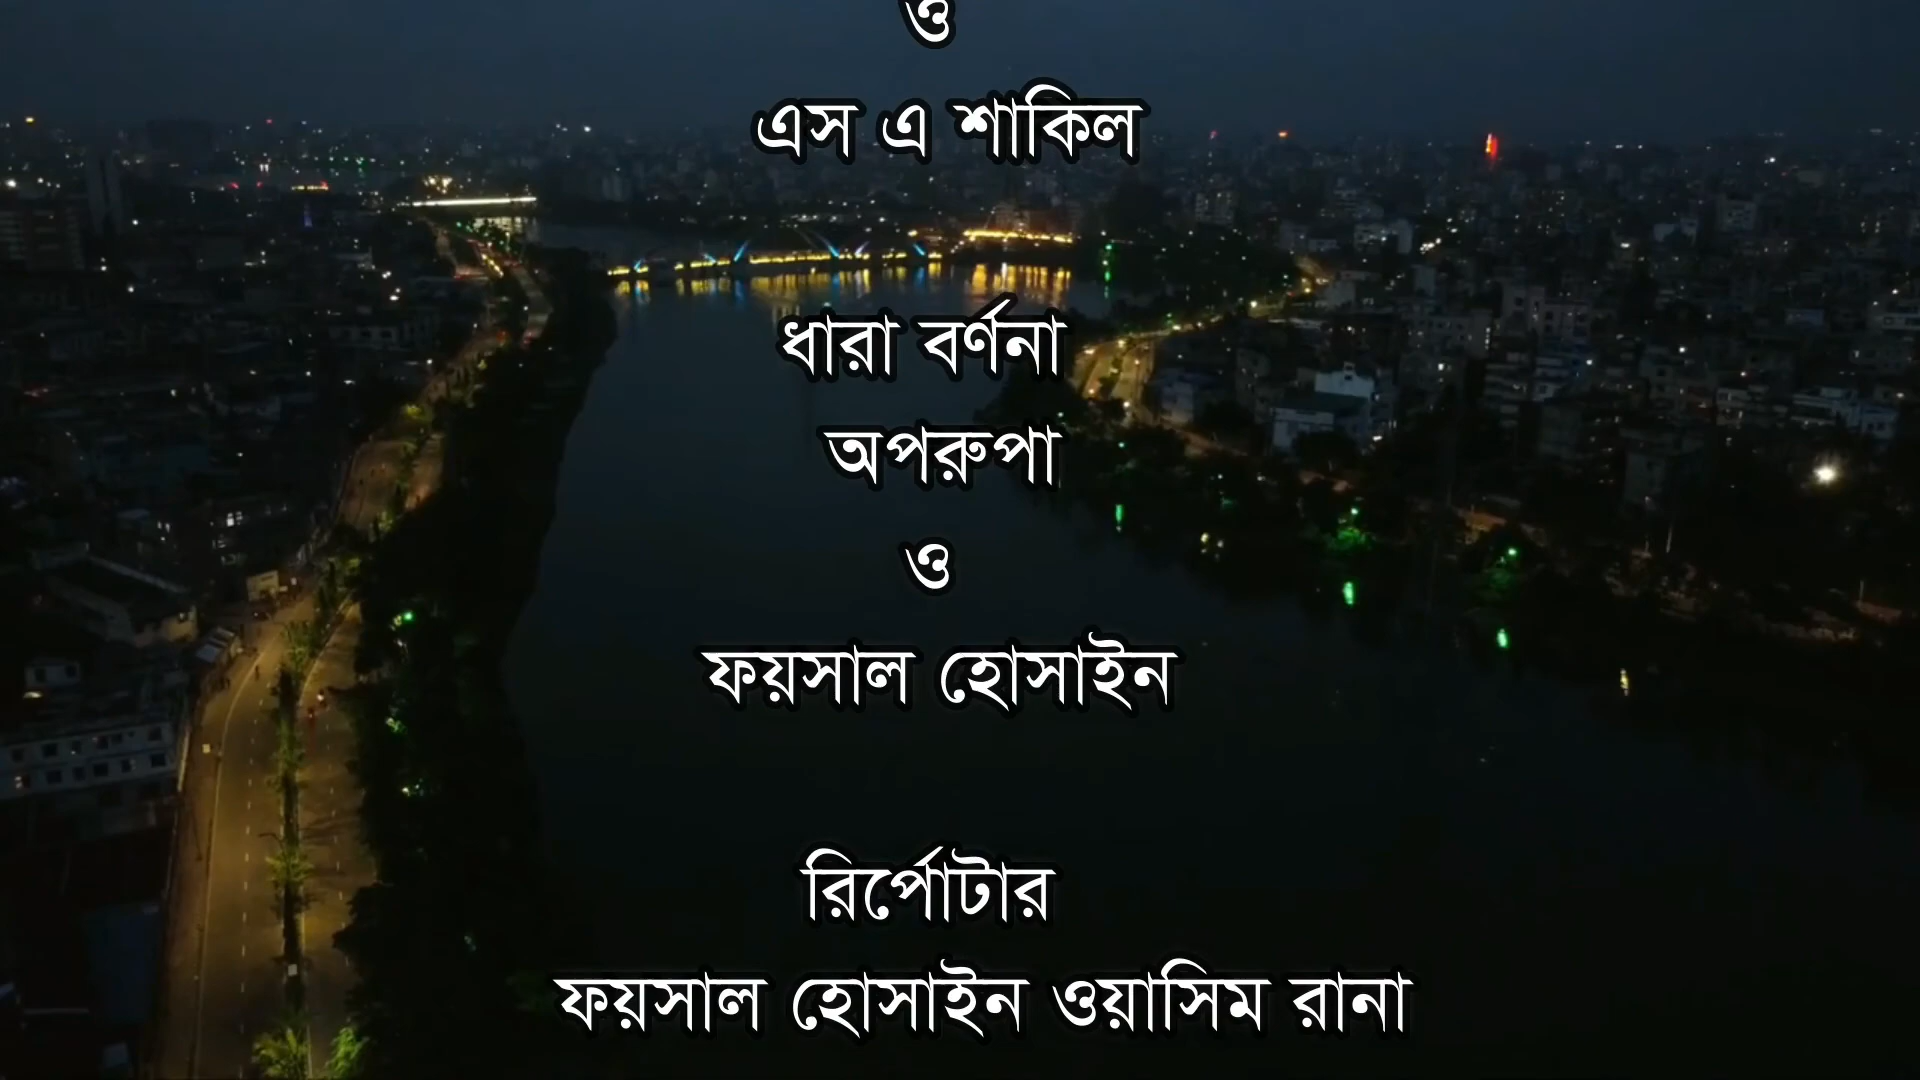 ও
এস এ শাকিল
ধারা বর্ণনা
অপরুপা
ও
ফয়সাল হোসাইন
রির্পোটার
ফয়সাল হোসাইন ওয়াসিম রানা